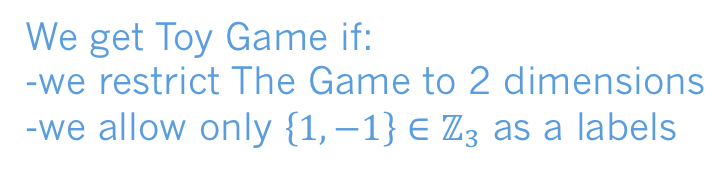 We get Toy Game if:
-we restrict The Game to 2 dimensions
-we allow only {1, −1} ∈ ℤ₃ as a labels